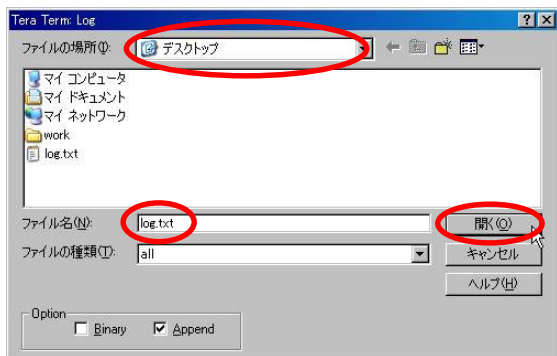 Tera Term: Log
ファイルの場所(I): デスクトップ
マイ コンピュータ
マイ ドキュメント
マイ ネットワーク
work
log.txt
ファイル名(N): log.txt 開く(O)
ファイルの種類(T): all キャンセル
ヘルプ(H)
Option
Binary Append